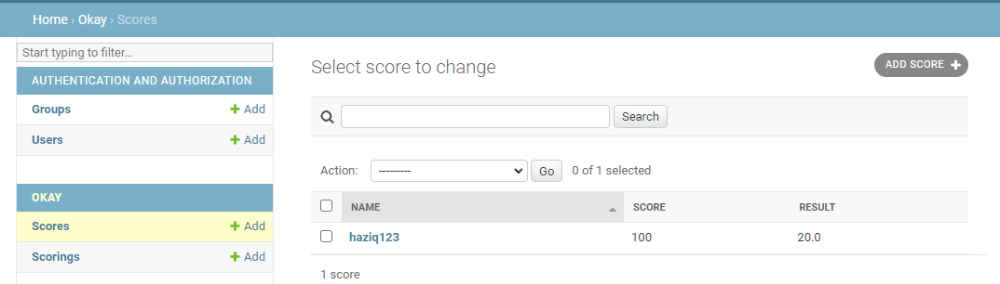 Home › Okay › Scores
Start typing to filter...
AUTHENTICATION AND AUTHORIZATION
Groups + Add
Users + Add
OKAY
Scores + Add
Scorings + Add
Select score to change
ADD SCORE +
Search
Action: --------- Go 0 of 1 selected
NAME SCORE RESULT
haziq123 100 20.0
1 score